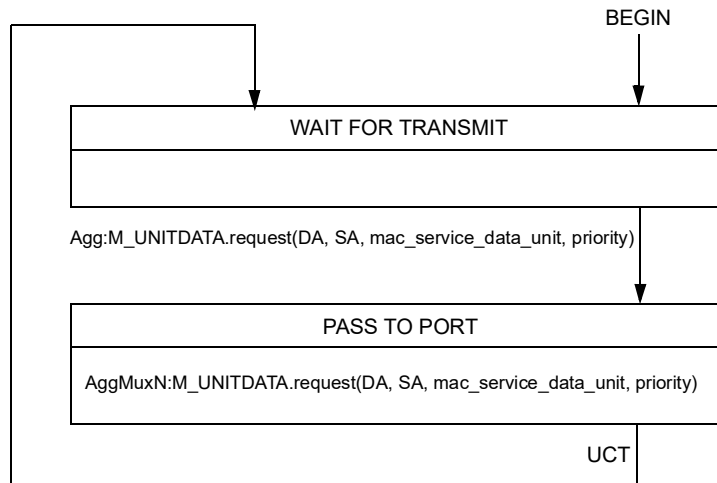 BEGIN
WAIT FOR TRANSMIT
Agg:M_UNITDATA.request(DA, SA, mac_service_data_unit, priority)
PASS TO PORT
AggMuxN:M_UNITDATA.request(DA, SA, mac_service_data_unit, priority)
UCT